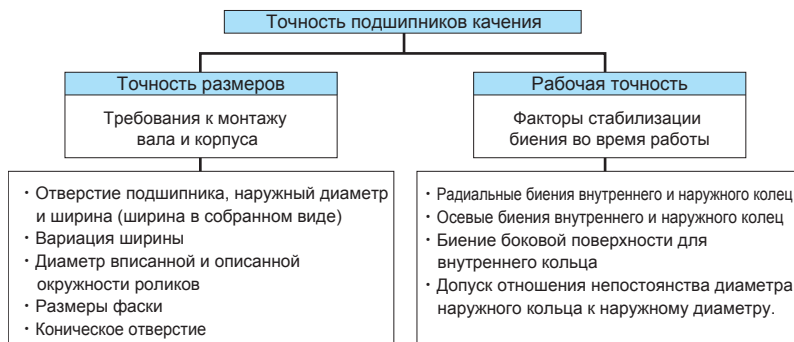 Точность подшипников качения
Точность размеров
Требования к монтажу
вала и корпуса
· Отверстие подшипника, наружный диаметр
и ширина (ширина в собранном виде)
· Вариация ширины
· Диаметр вписанной и описанной
окружности роликов
· Размеры фаски
· Коническое отверстие
Рабочая точность
Факторы стабилизации
биения во время работы
· Радиальные биения внутреннего и наружного колец
· Осевые биения внутреннего и наружного колец
· Биение боковой поверхности для
внутреннего кольца
· Допуск отношения непостоянства диаметра
наружного кольца к наружному диаметру.